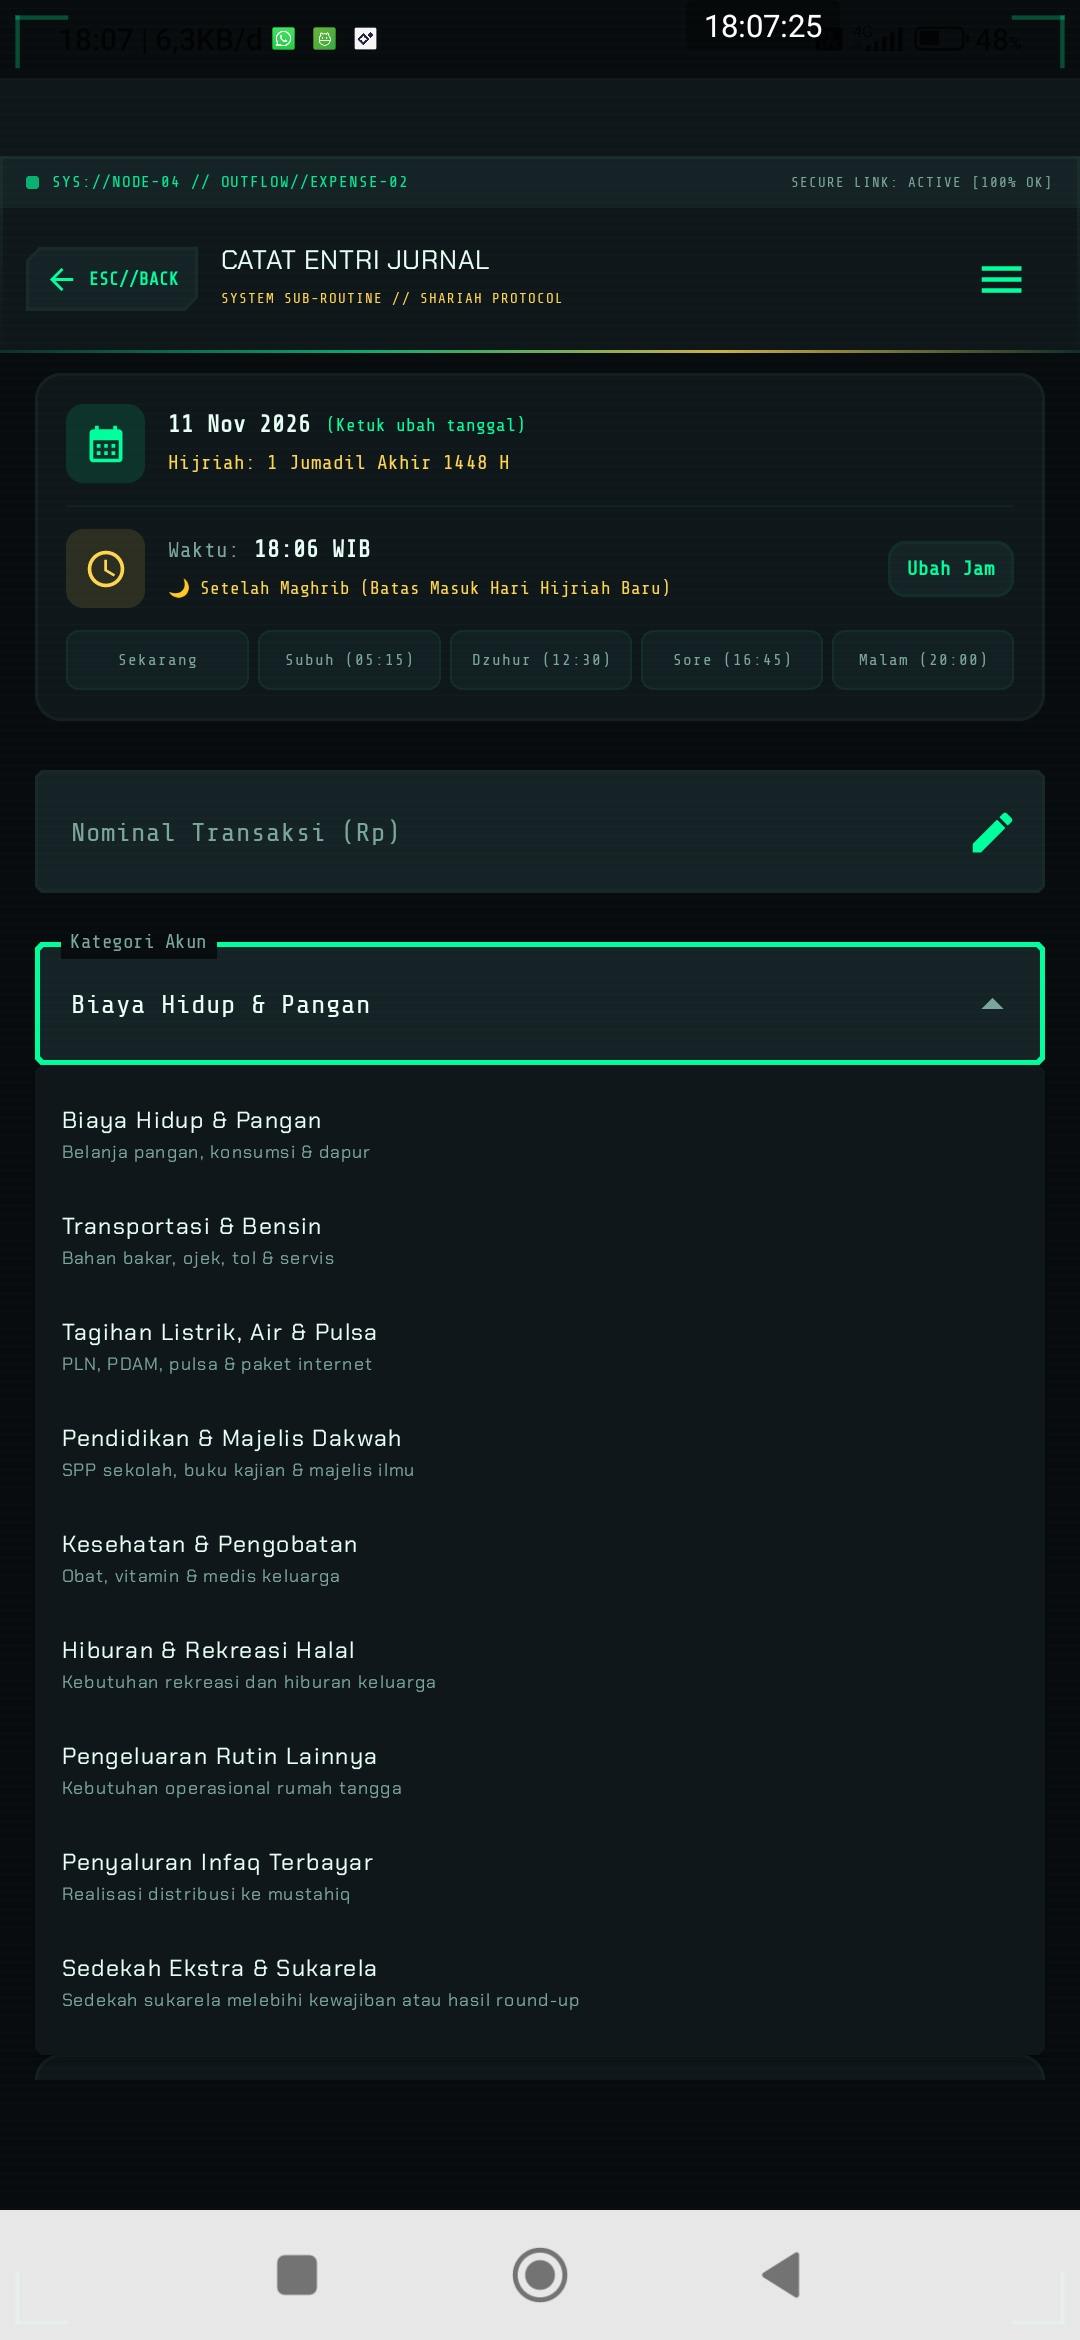 18:07 | 6,3KB/d
18:07:25
4G
48%
SYS://NODE-04 // OUTFLOW//EXPENSE-02
SECURE LINK: ACTIVE [100% OK]
ESC//BACK
CATAT ENTRI JURNAL
SYSTEM SUB-ROUTINE // SHARIAH PROTOCOL
11 Nov 2026 (Ketuk ubah tanggal)
Hijriah: 1 Jumadil Akhir 1448 H
Waktu: 18:06 WIB
Setelah Maghrib (Batas Masuk Hari Hijriah Baru)
Ubah Jam
Sekarang
Subuh (05:15)
Dzuhur (12:30)
Sore (16:45)
Malam (20:00)
Nominal Transaksi (Rp)
Kategori Akun
Biaya Hidup & Pangan
Biaya Hidup & Pangan
Belanja pangan, konsumsi & dapur
Transportasi & Bensin
Bahan bakar, ojek, tol & servis
Tagihan Listrik, Air & Pulsa
PLN, PDAM, pulsa & paket internet
Pendidikan & Majelis Dakwah
SPP sekolah, buku kajian & majelis ilmu
Kesehatan & Pengobatan
Obat, vitamin & medis keluarga
Hiburan & Rekreasi Halal
Kebutuhan rekreasi dan hiburan keluarga
Pengeluaran Rutin Lainnya
Kebutuhan operasional rumah tangga
Penyaluran Infaq Terbayar
Realisasi distribusi ke mustahiq
Sedekah Ekstra & Sukarela
Sedekah sukarela melebihi kewajiban atau hasil round-up